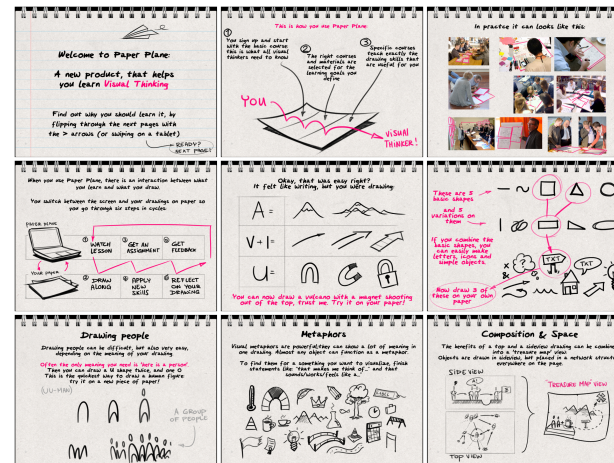 Welcome to Paper Plane:
A new product, that helps
you learn Visual Thinking
Find out why you should learn it, by
flipping through the next pages with
the > arrows (or swiping on a tablet)
READY?
NEXT PAGE!
This is how you use Paper Plane:
①
You sign up and start
with the basic course:
this is what all visual
thinkers need to know
②
The right courses
and materials are
selected for the
learning goals you
define
③
Specific courses
teach exactly the
drawing skills that
are useful for you
YOU
VISUAL
THINKER!
In practce it can looks like this:
When you use Paper Plane, there is an interaction between what
you learn and what you draw.
You switch between the screen and your drawings on paper so
you go through six steps in cycles.
PAPER PLANE
YOUR PAPER
① WATCH
LESSON
③ GET AN
ASSIGNMENT
⑤ GET
FEEDBACK
② DRAW
ALONG
④ APPLY
NEW
SKILLS
⑥ REFLECT
ON YOUR
DRAWING
Okay, that was easy right?
It felt like writing, but you were drawing:
A =
V + I =
U =
You can now draw a vulcano with a magnet shooting
out of the top, trust me. Try it on your paper!
These are 5
basic shapes
and 5
variations on
them
If you combine the
basic shapes, you
can easily make
letters, icons and
simple objects.
Now draw 3 of
these on your own
paper
TXT
TXT
Drawing people
Drawing people can be difficult, but also very easy,
depending on the meaning of your drawing.
Often the only meaning you need is 'here is a person'.
Then you can draw a U shape twice, and one O
This is the quickest way to draw a human figure
try it on a new piece of paper!
(UU-MAN)
A GROUP
OF PEOPLE
Metaphors
Visual metaphors are powerful:they can show a lot of meaning in
one drawing. Almost any object can function as a metaphor.
To find them for a something you want to visualize, finish
statements like "that makes me think of..." and that
sounds/works/feels like a..."
Composition & Space
The benefits of a top and a sideview drawing can be combine
into a 'treasure map' view
Objects are drawn in sideview, but placed in a network struct
everywhere on the page.
SIDE VIEW
TOP VIEW
'TREASURE MAP' VIEW